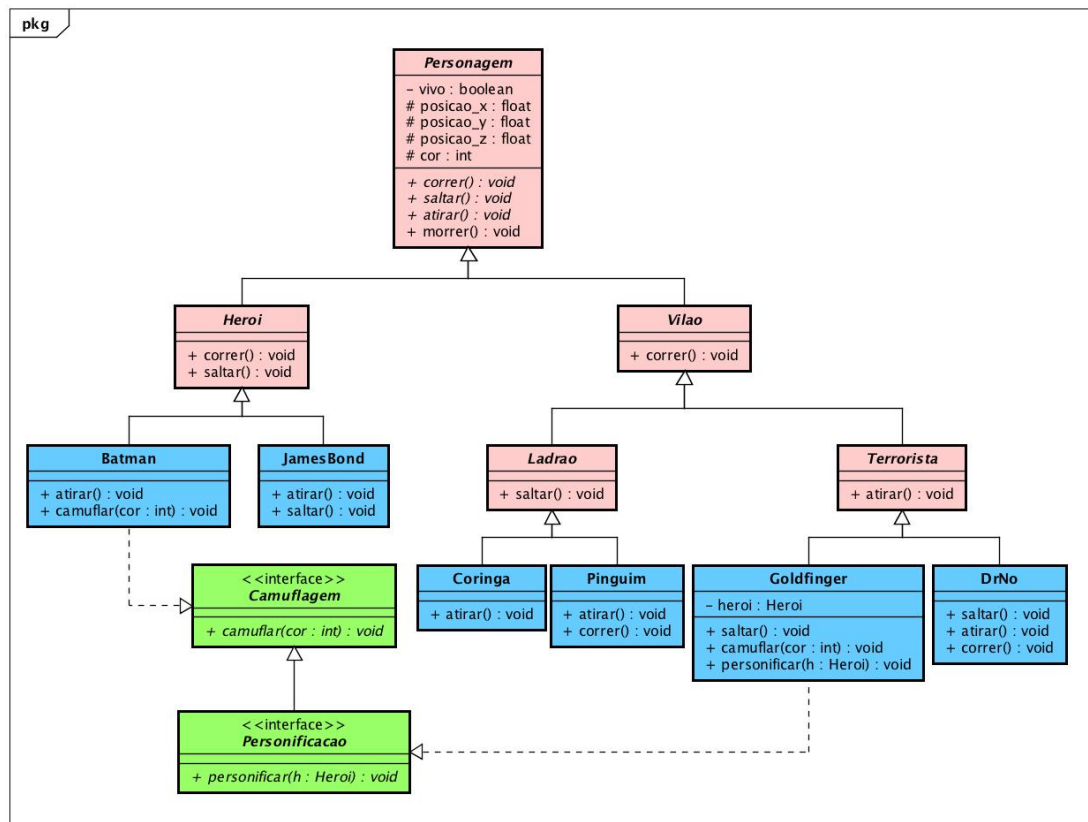 pkg
Personagem
– vivo : boolean
# posicao_x : float
# posicao_y : float
# posicao_z : float
# cor : int
+ correr() : void
+ saltar() : void
+ atirar() : void
+ morrer() : void
Heroi
+ correr() : void
+ saltar() : void
Vilao
+ correr() : void
Batman
+ atirar() : void
+ camuflar(cor : int) : void
JamesBond
+ atirar() : void
+ saltar() : void
Ladrao
+ saltar() : void
Terrorista
+ atirar() : void
<<interface>>
Camuflagem
+ camuflar(cor : int) : void
Coringa
+ atirar() : void
Pinguim
+ atirar() : void
+ correr() : void
Goldfinger
– heroi : Heroi
+ saltar() : void
+ camuflar(cor : int) : void
+ personificar(h : Heroi) : void
DrNo
+ saltar() : void
+ atirar() : void
+ correr() : void
<<interface>>
Personificacao
+ personificar(h : Heroi) : void